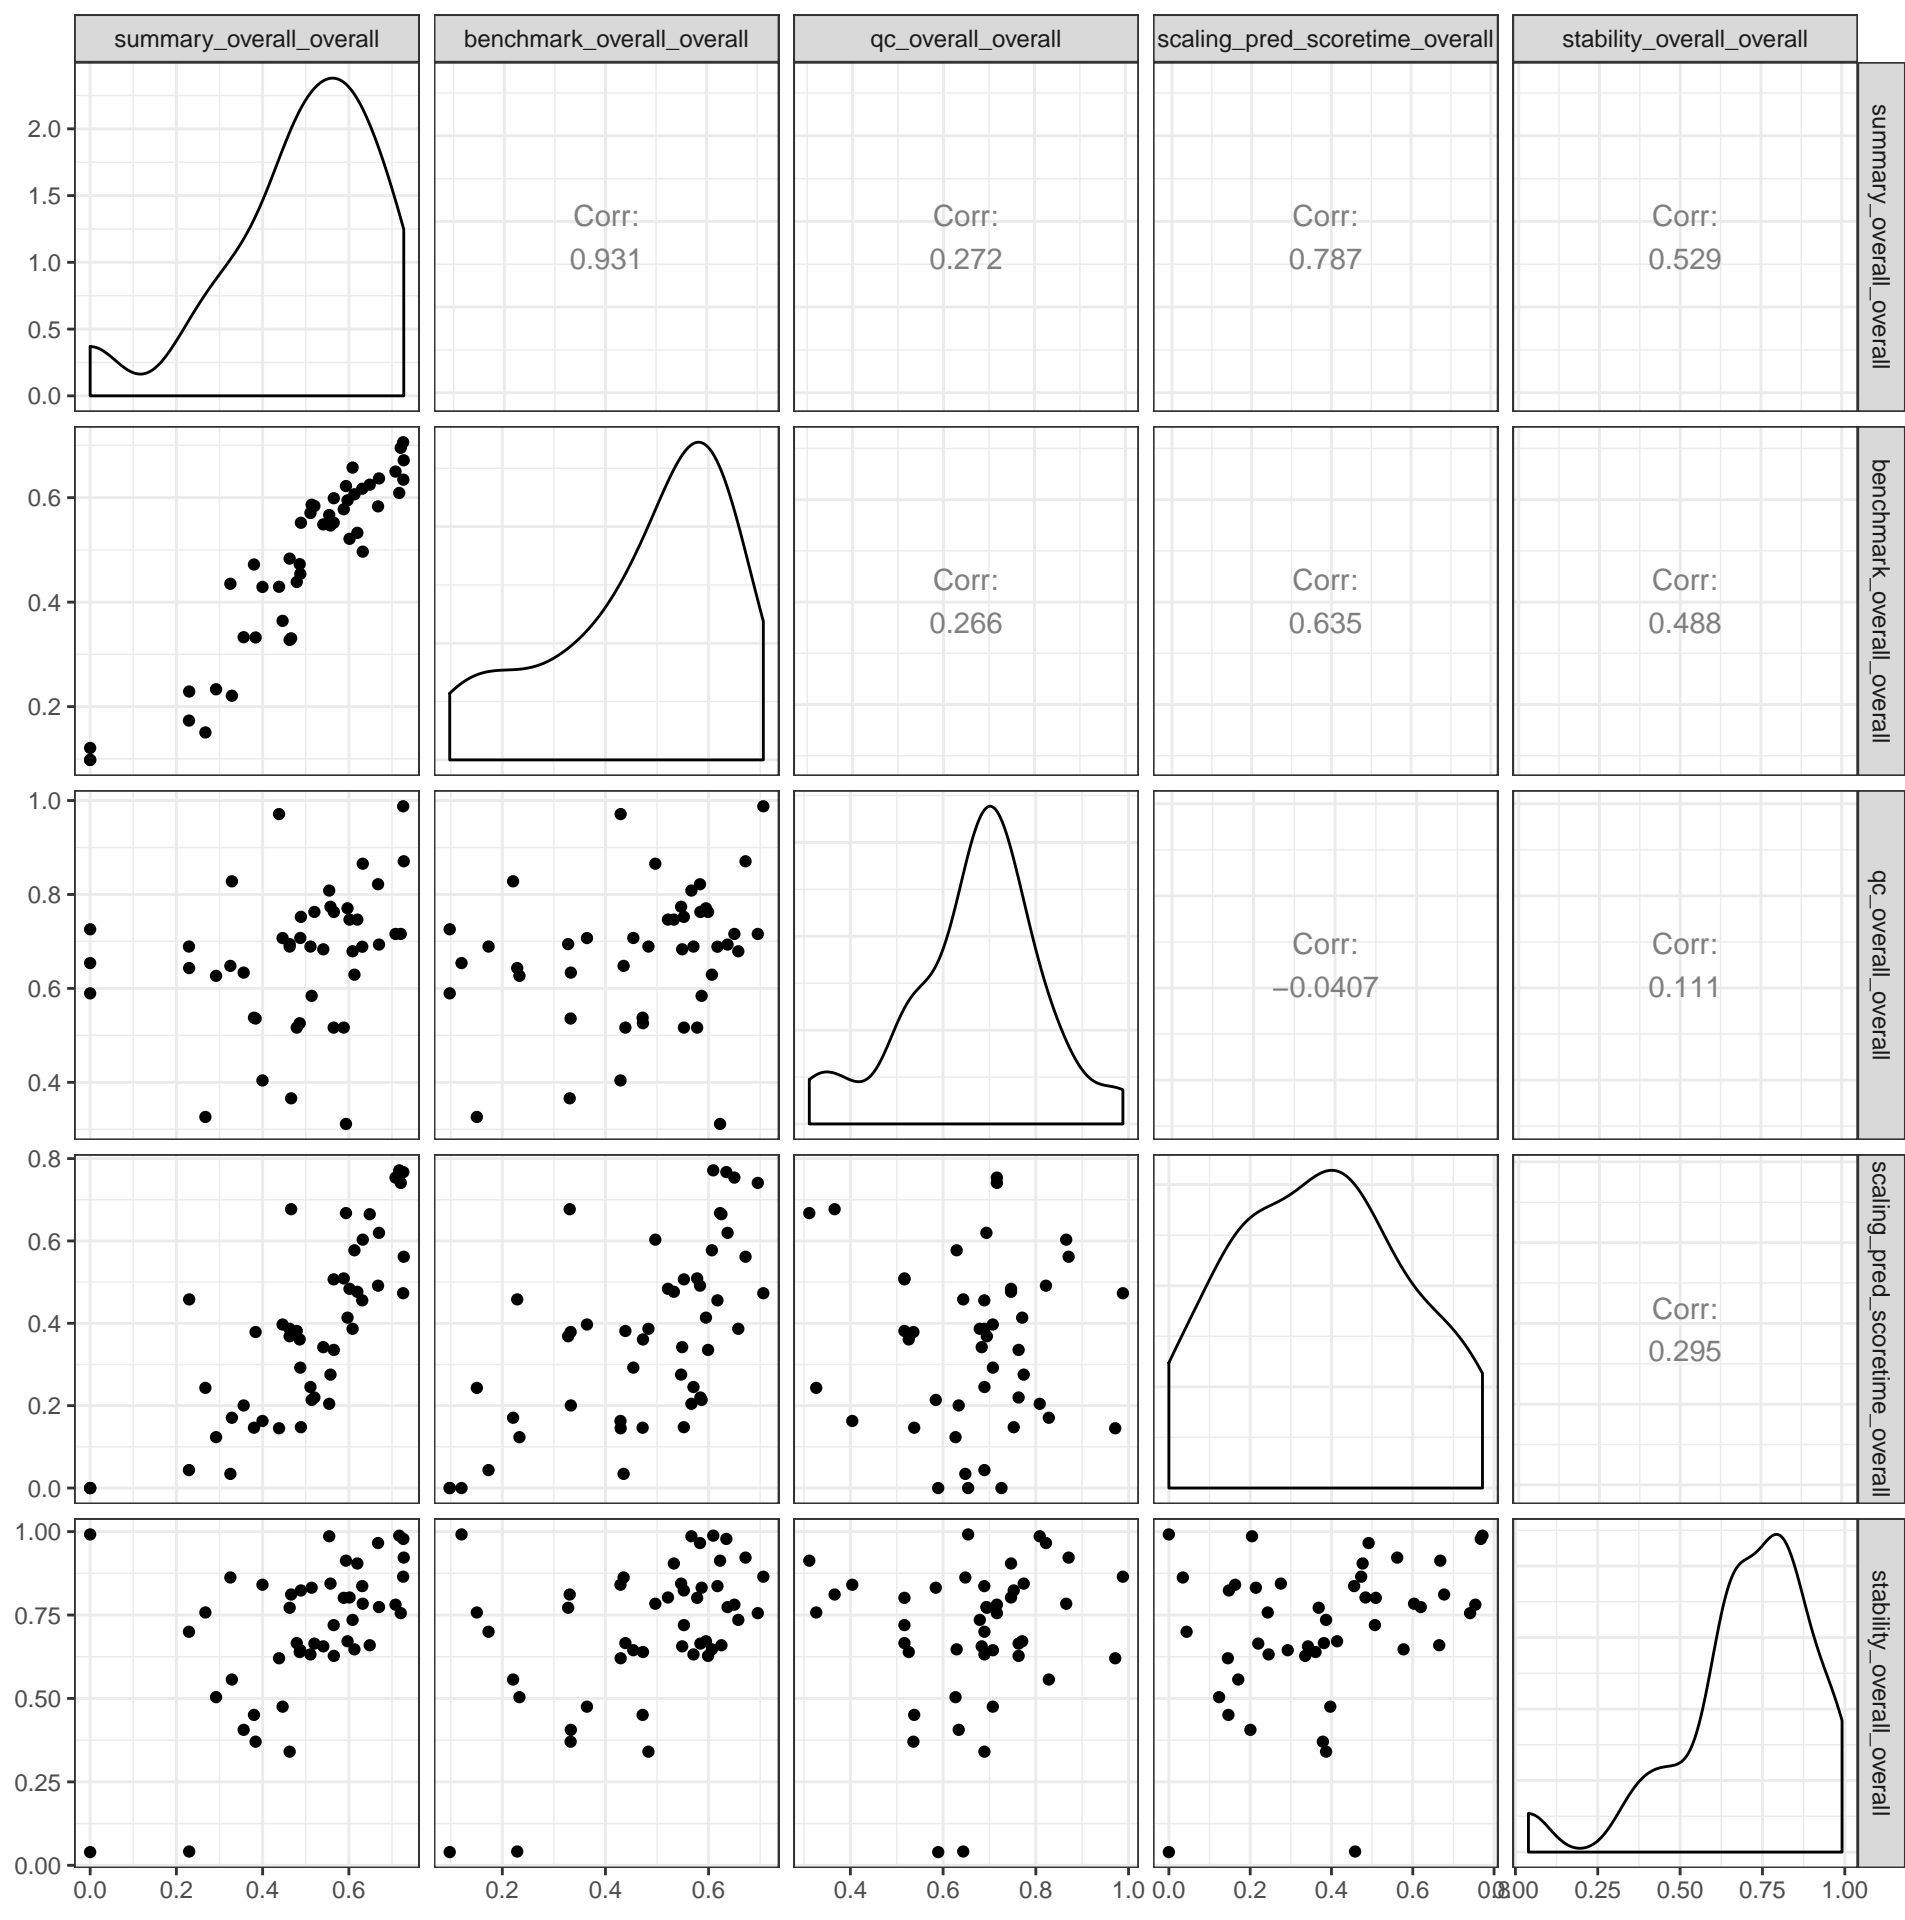 summary_overall_overall
benchmark_overall_overall
qc_overall_overall
scaling_pred_scoretime_overall
stability_overall_overall
2.0
1.5
1.0
0.5
0.0
Corr:
0.931
Corr:
0.272
Corr:
0.787
Corr:
0.529
summary_overall_overall
0.6
0.4
0.2
Corr:
0.266
Corr:
0.635
Corr:
0.488
benchmark_overall_overall
1.0
0.8
0.6
0.4
Corr:
−0.0407
Corr:
0.111
qc_overall_overall
0.8
0.6
0.4
0.2
0.0
Corr:
0.295
scaling_pred_scoretime_overall
1.00
0.75
0.50
0.25
0.00
stability_overall_overall
0.0 0.2 0.4 0.6
0.2 0.4 0.6
0.4 0.6 0.8 1.0
0.0 0.2 0.4 0.6 0.8
0.00 0.25 0.50 0.75 1.00